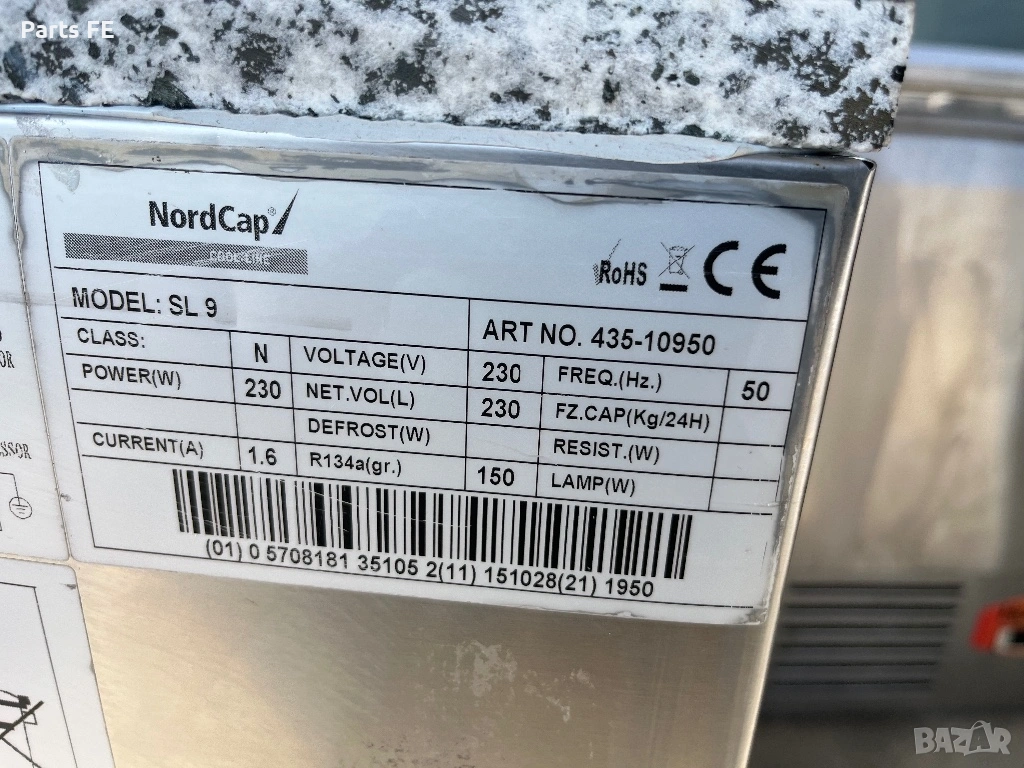 Parts FE
NordCap®
COOL-LINE
RoHS CE
MODEL: SL 9
ART NO. 435-10950
CLASS: N VOLTAGE(V) 230 FREQ.(Hz.) 50
POWER(W) 230 NET.VOL(L) 230 FZ.CAP(Kg/24H)
DEFROST(W) RESIST.(W)
CURRENT(A) 1.6 R134a(gr.) 150 LAMP(W)
(01) 0 5708181 35105 2(11) 151028(21) 1950
BAZAR